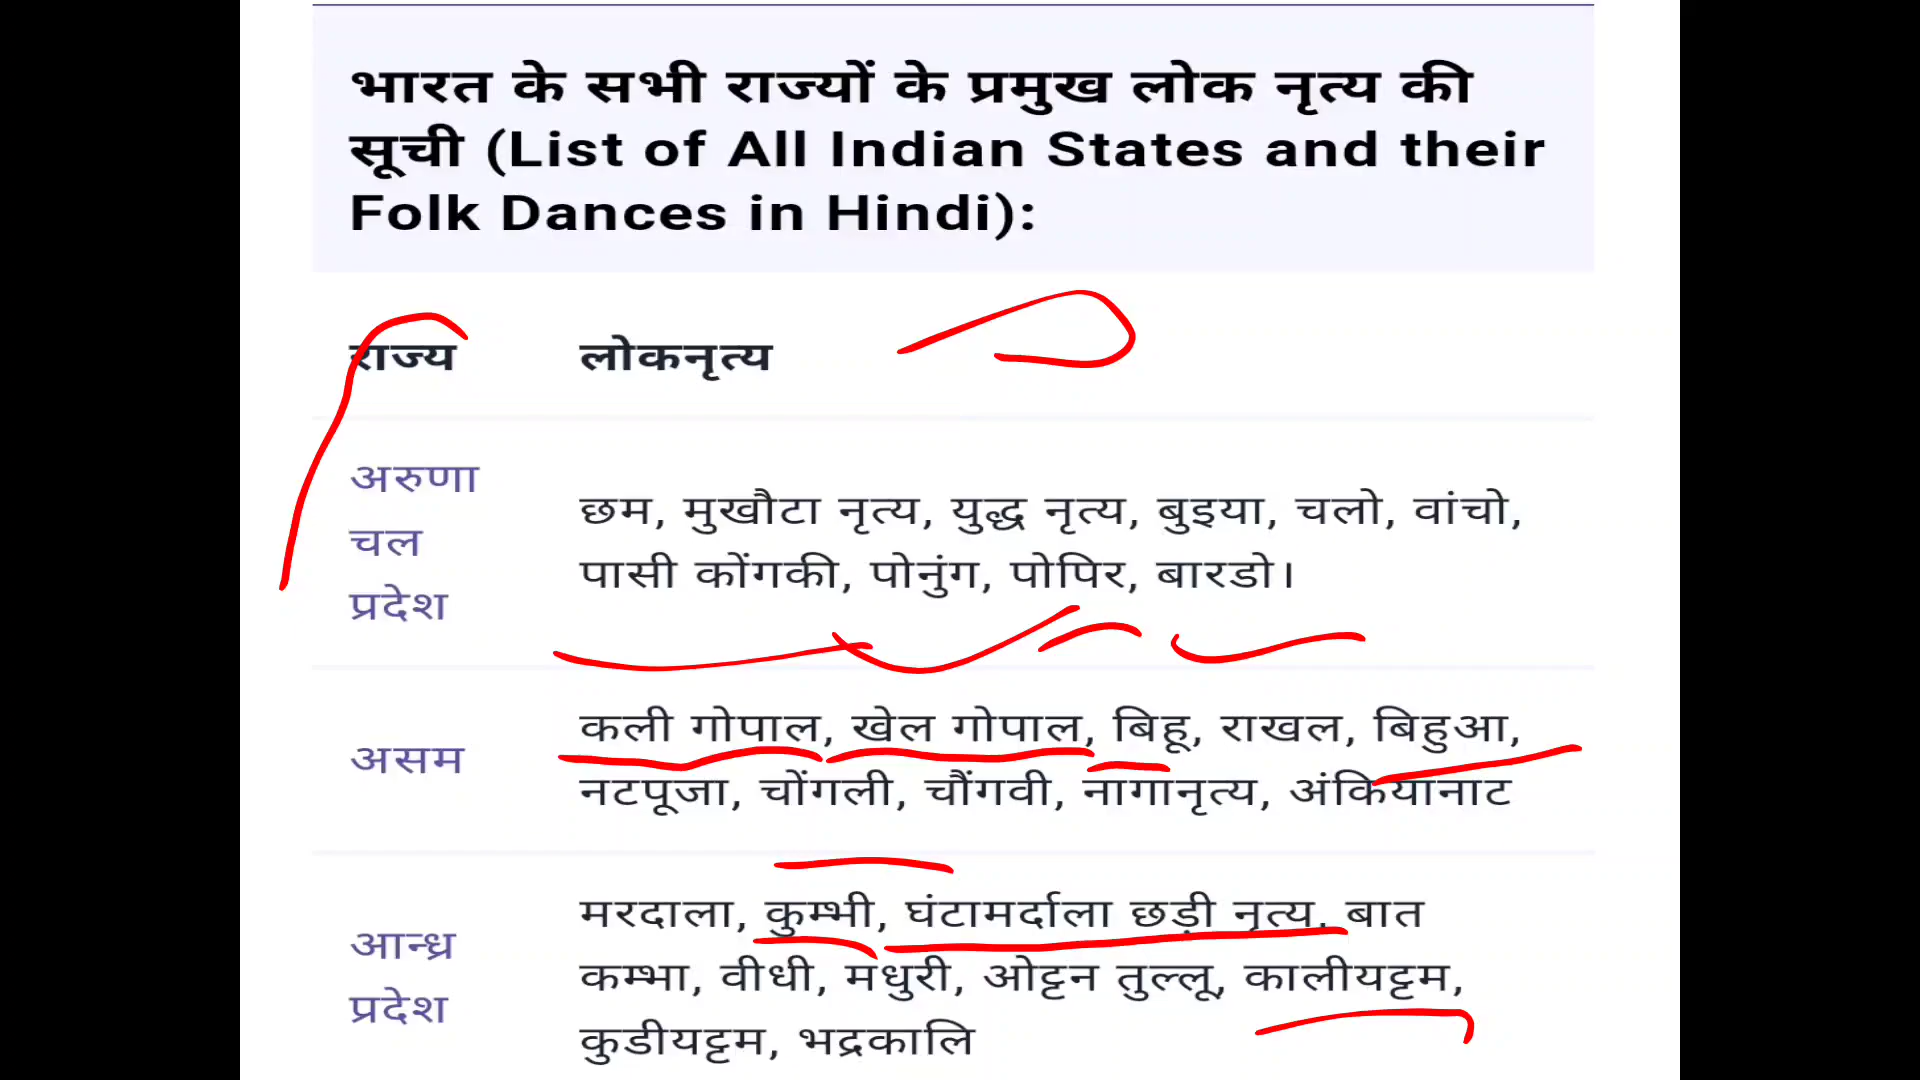 भारत के सभी राज्यों के प्रमुख लोक नृत्य की
सूची (List of All Indian States and their
Folk Dances in Hindi):
राज्य लोकनृत्य
अरुणा
चल
प्रदेश
छम, मुखौटा नृत्य, युद्ध नृत्य, बुइया, चलो, वांचो,
पासी कोंगकी, पोनुंग, पोपिर, बारडो।
असम
कली गोपाल, खेल गोपाल, बिहू, राखल, बिहुआ,
नटपूजा, चोंगली, चौंगवी, नागानृत्य, अंकियानाट
आन्ध्र
प्रदेश
मरदाला, कुम्भी, घंटामर्दाला छड़ी नृत्य, बात
कम्भा, वीधी, मधुरी, ओट्टन तुल्लू, कालीयट्टम,
कुडीयट्टम, भद्रकालि